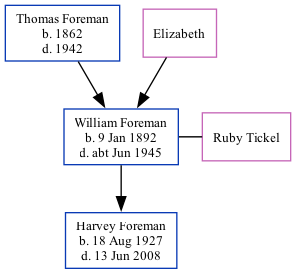 Thomas Foreman
b. 1862
d. 1942
Elizabeth
William Foreman
b. 9 Jan 1892
d. abt Jun 1945
Ruby Tickel
Harvey Foreman
b. 18 Aug 1927
d. 13 Jun 2008